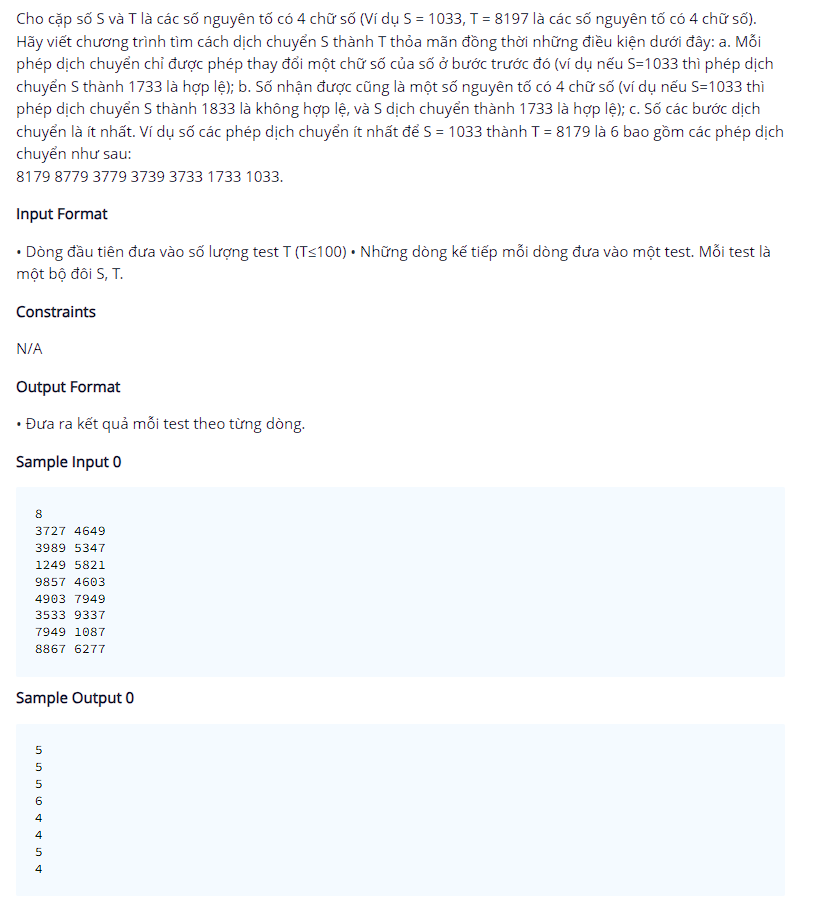 Cho cặp số S và T là các số nguyên tố có 4 chữ số (Ví dụ S = 1033, T = 8197 là các số nguyên tố có 4 chữ số).
Hãy viết chương trình tìm cách dịch chuyển S thành T thỏa mãn đồng thời những điều kiện dưới đây: a. Mỗi
phép dịch chuyển chỉ được phép thay đổi một chữ số của số ở bước trước đó (ví dụ nếu S=1033 thì phép dịch
chuyển S thành 1733 là hợp lệ); b. Số nhận được cũng là một số nguyên tố có 4 chữ số (ví dụ nếu S=1033 thì
phép dịch chuyển S thành 1833 là không hợp lệ, và S dịch chuyển thành 1733 là hợp lệ); c. Số các bước dịch
chuyển là ít nhất. Ví dụ số các phép dịch chuyển ít nhất để S = 1033 thành T = 8179 là 6 bao gồm các phép dịch
chuyển như sau:
8179 8779 3779 3739 3733 1733 1033.
Input Format
• Dòng đầu tiên đưa vào số lượng test T (T≤100) • Những dòng kế tiếp mỗi dòng đưa vào một test. Mỗi test là
một bộ đôi S, T.
Constraints
N/A
Output Format
• Đưa ra kết quả mỗi test theo từng dòng.
Sample Input 0
8
3727 4649
3989 5347
1249 5821
9857 4603
4903 7949
3533 9337
7949 1087
8867 6277
Sample Output 0
5
5
5
6
4
4
5
4